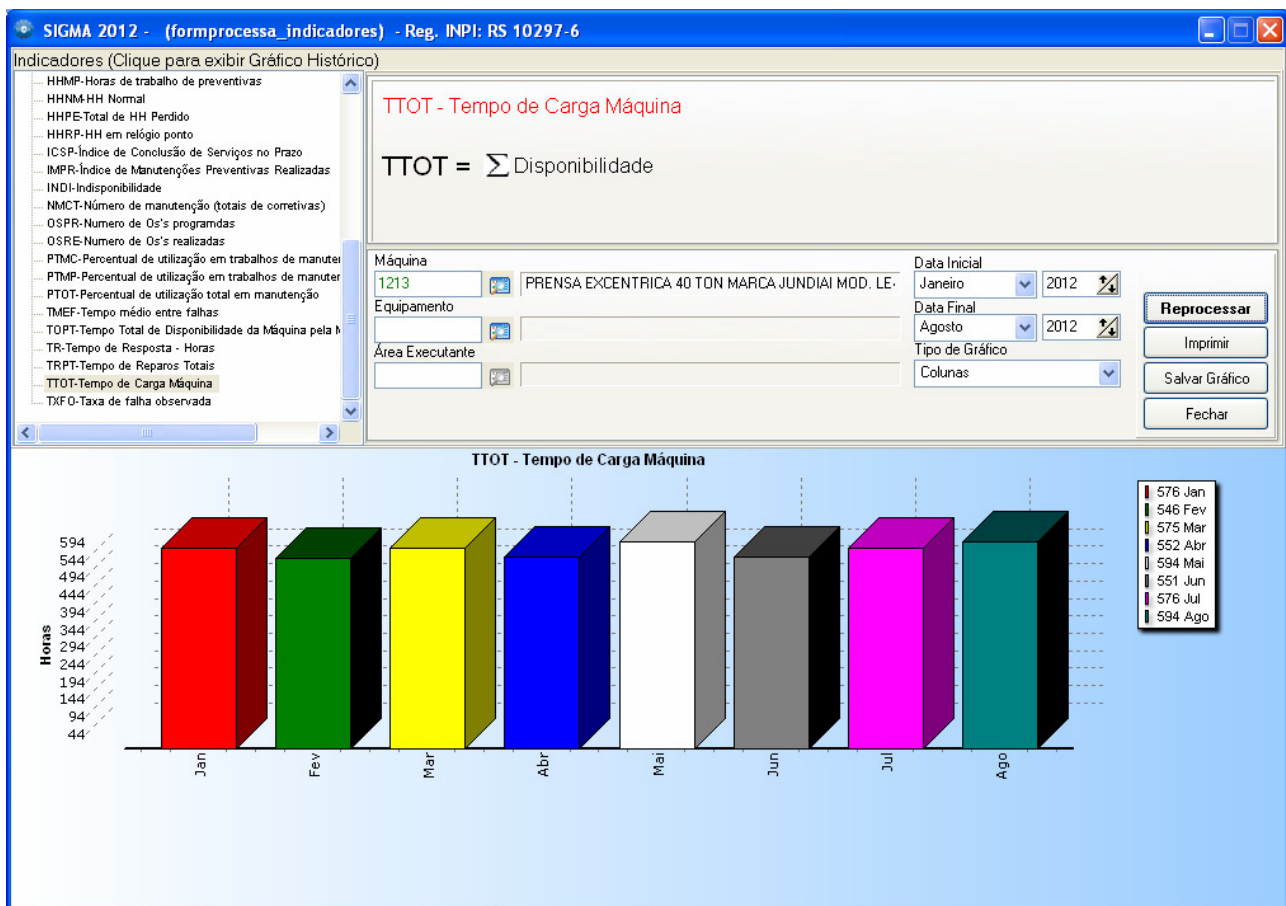 SIGMA 2012 - (formprocessa_indicadores) - Reg. INPI: RS 10297-6
Indicadores (Clique para exibir Gráfico Histórico)
HHMP-Horas de trabalho de preventivas
HHNM-HH Normal
HHPE-Total de HH Perdido
HHRP-HH em relógio ponto
ICSP-Índice de Conclusão de Serviços no Prazo
IMPR-Índice de Manutenções Preventivas Realizadas
INDI-Indisponibilidade
NMCT-Número de manutenção (totais de corretivas)
OSPR-Numero de Os's programdas
OSRE-Numero de Os's realizadas
PTMC-Percentual de utilização em trabalhos de manuter
PTMP-Percentual de utilização em trabalhos de manuter
PTOT-Percentual de utilização total em manutenção
TMEF-Tempo médio entre falhas
TOPT-Tempo Total de Disponibilidade da Máquina pela M
TR-Tempo de Resposta - Horas
TRPT-Tempo de Reparos Totais
TTOT-Tempo de Carga Máquina
TXFO-Taxa de falha observada
TTOT - Tempo de Carga Máquina
TTOT = ∑ Disponibilidade
Máquina
1213 PRENSA EXCENTRICA 40 TON MARCA JUNDIAI MOD. LE-
Equipamento
Área Executante
Data Inicial
Janeiro 2012
Data Final
Agosto 2012
Tipo de Gráfico
Colunas
Reprocessar
Imprimir
Salvar Gráfico
Fechar
TTOT - Tempo de Carga Máquina
Horas
594
544
494
444
394
344
294
244
194
144
94
44
Jan Fev Mar Abr Mai Jun Jul Ago
576 Jan
546 Fev
575 Mar
552 Abr
594 Mai
551 Jun
576 Jul
594 Ago